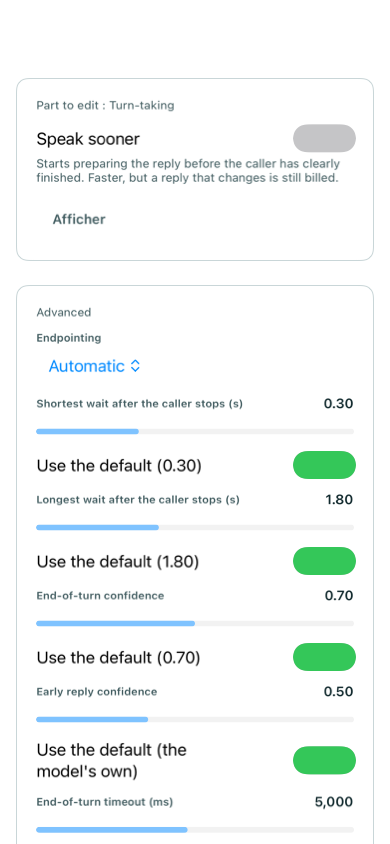 Part to edit : Turn-taking
Speak sooner
Starts preparing the reply before the caller has clearly
finished. Faster, but a reply that changes is still billed.
Afficher
Advanced
Endpointing
Automatic
Shortest wait after the caller stops (s) 0.30
Use the default (0.30)
Longest wait after the caller stops (s) 1.80
Use the default (1.80)
End-of-turn confidence 0.70
Use the default (0.70)
Early reply confidence 0.50
Use the default (the
model's own)
End-of-turn timeout (ms) 5,000